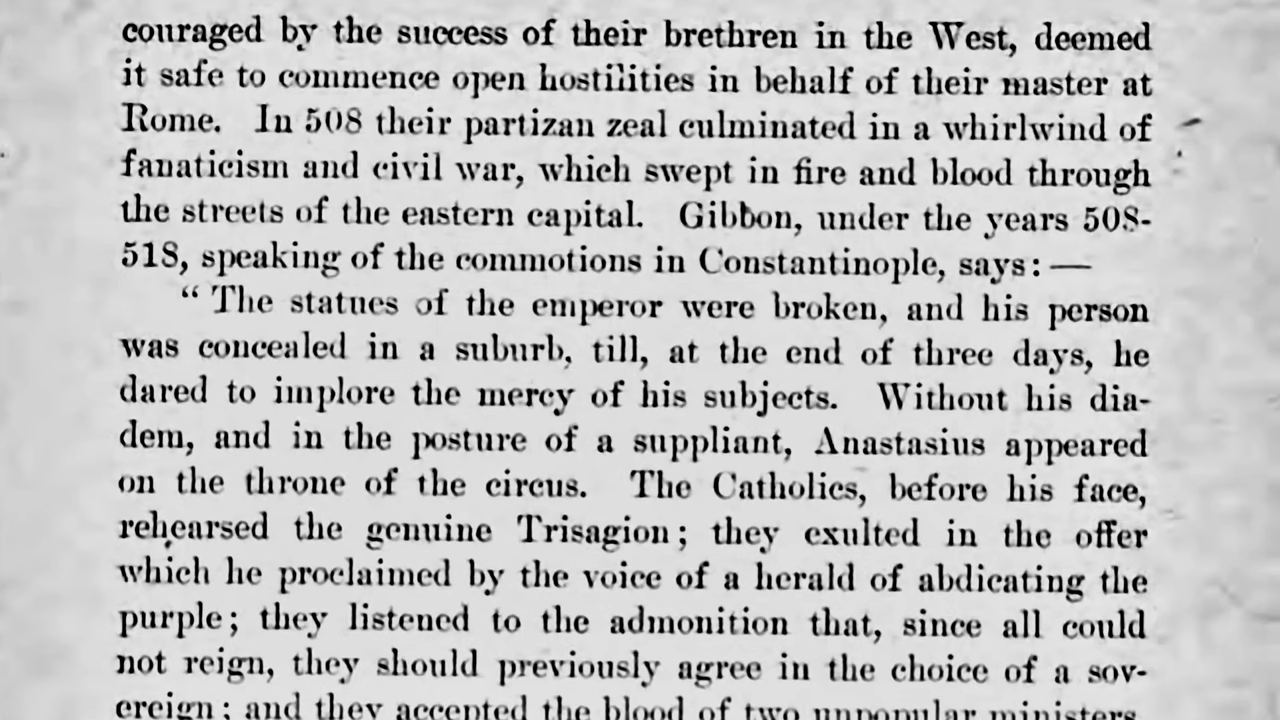 couraged by the success of their brethren in the West, deemed
it safe to commence open hostilities in behalf of their master at
Rome. In 508 their partizan zeal culminated in a whirlwind of
fanaticism and civil war, which swept in fire and blood through
the streets of the eastern capital. Gibbon, under the years 508-
518, speaking of the commotions in Constantinople, says: —
“ The statues of the emperor were broken, and his person
was concealed in a suburb, till, at the end of three days, he
dared to implore the mercy of his subjects. Without his dia-
dem, and in the posture of a suppliant, Anastasius appeared
on the throne of the circus. The Catholics, before his face,
rehearsed the genuine Trisagion; they exulted in the offer
which he proclaimed by the voice of a herald of abdicating the
purple; they listened to the admonition that, since all could
not reign, they should previously agree in the choice of a sov-
ereign; and they accepted the blood of two unpopular ministers,